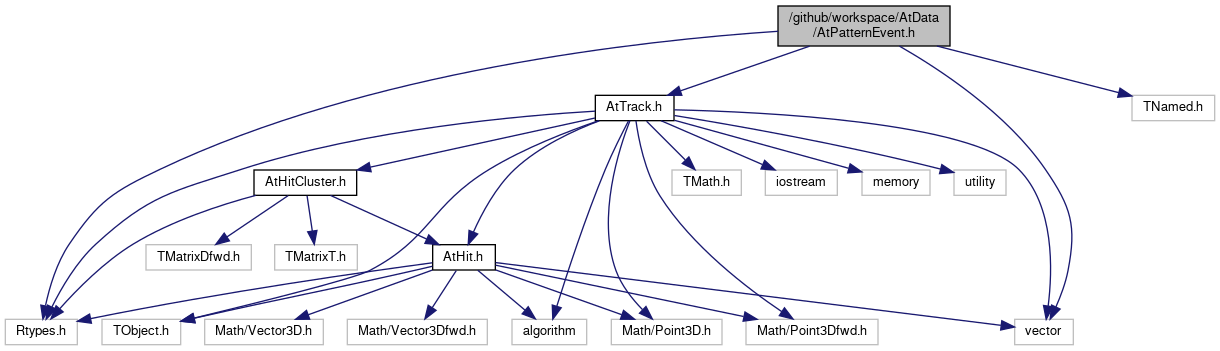 /github/workspace/AtData
/AtPatternEvent.h
AtTrack.h
TNamed.h
AtHitCluster.h
TMath.h
iostream
memory
utility
TMatrixDfwd.h
TMatrixT.h
AtHit.h
Rtypes.h
TObject.h
Math/Vector3D.h
Math/Vector3Dfwd.h
algorithm
Math/Point3D.h
Math/Point3Dfwd.h
vector